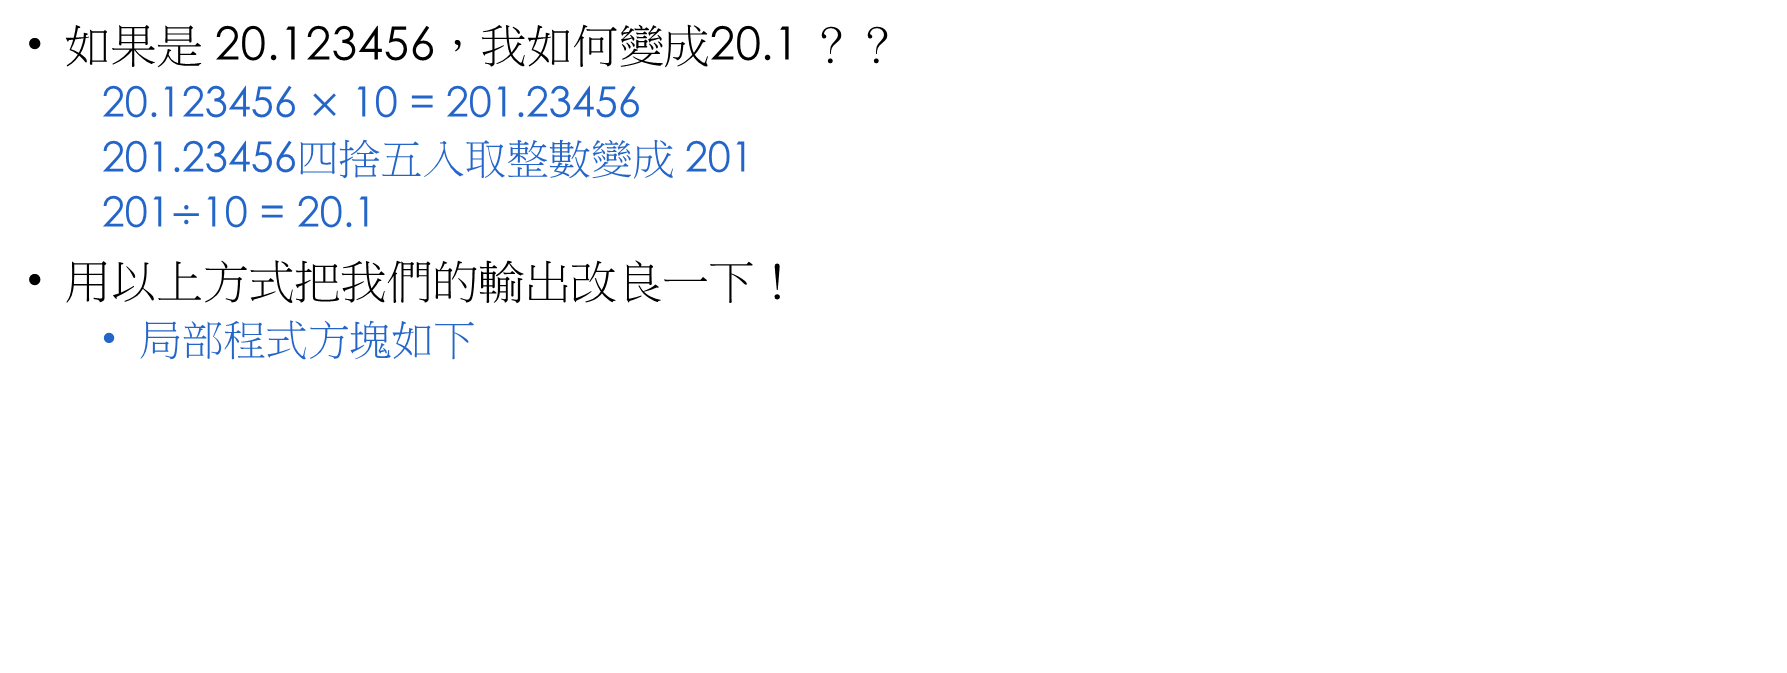 • 如果是 20.123456，我如何變成20.1 ？？
20.123456 × 10 = 201.23456
201.23456四捨五入取整數變成 201
201÷10 = 20.1
• 用以上方式把我們的輸出改良一下！
• 局部程式方塊如下